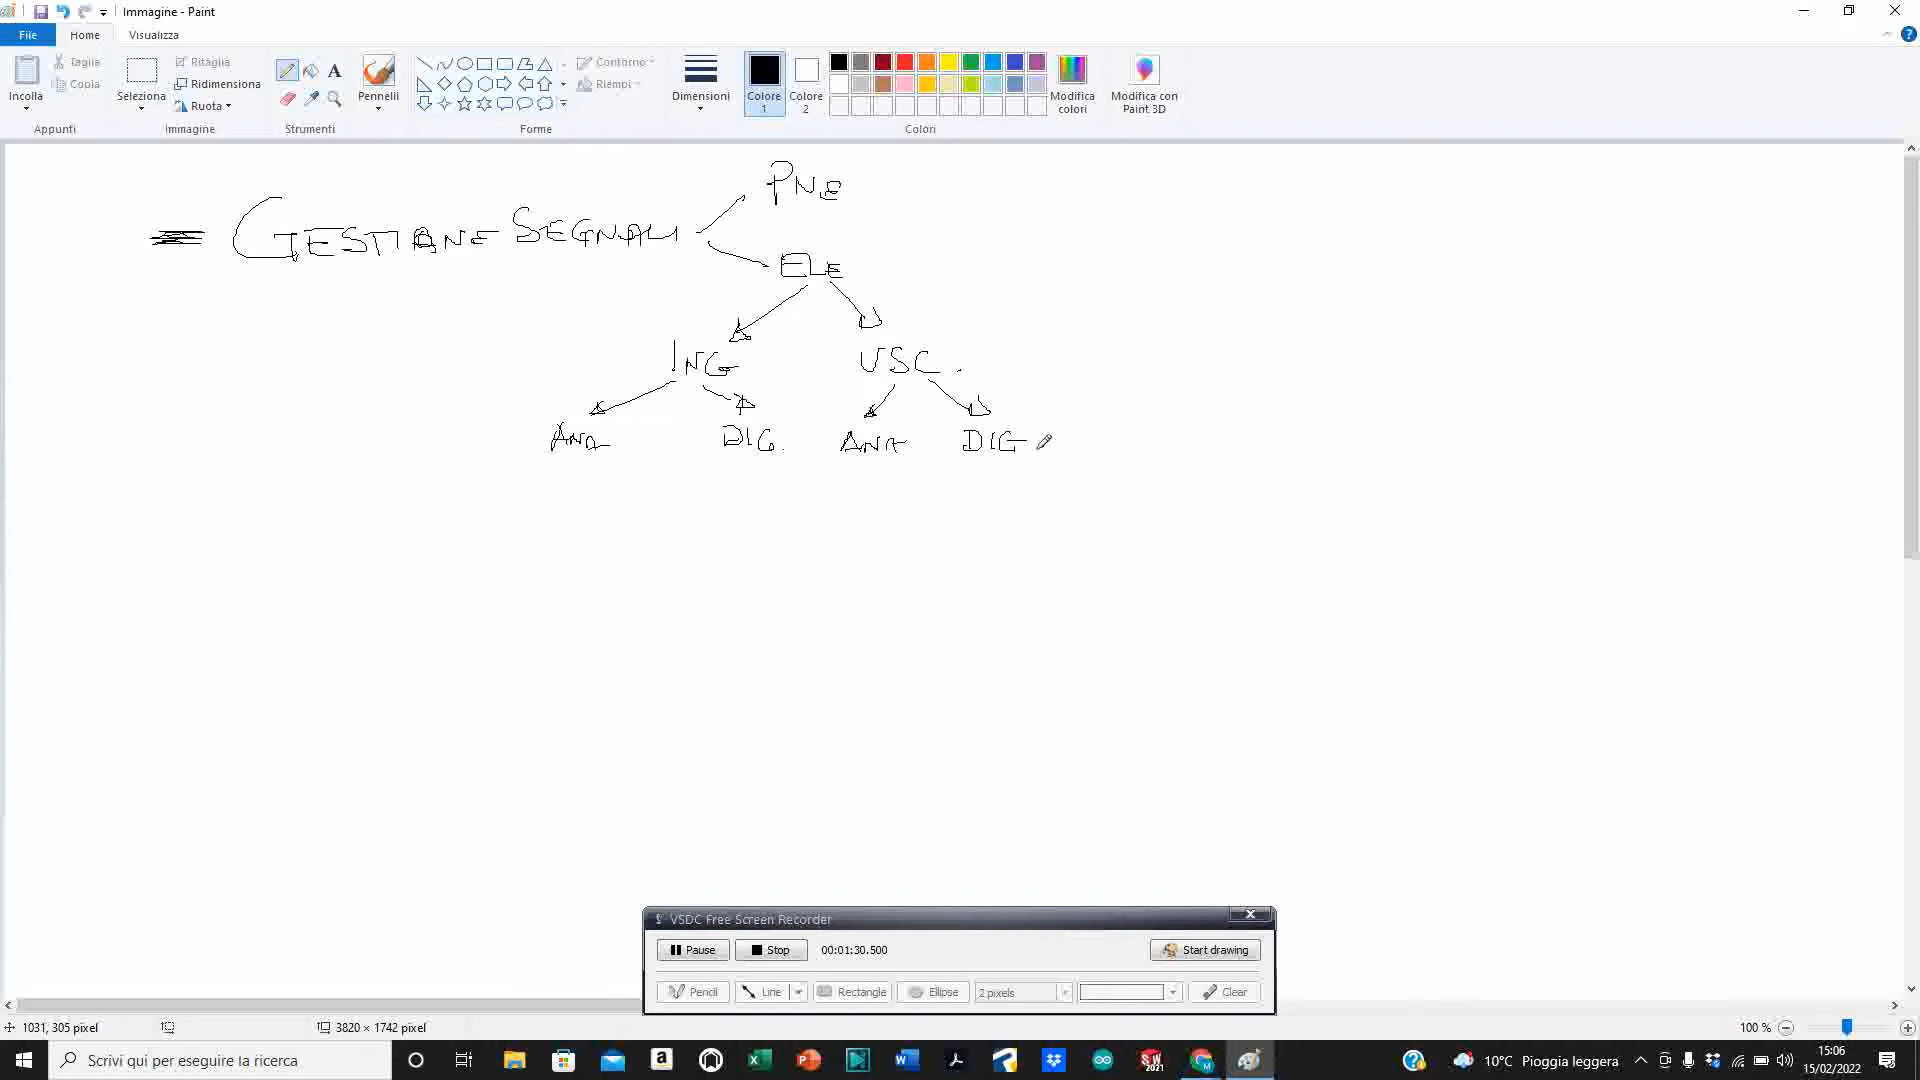 Immagine - Paint
File Home Visualizza
Incolla Taglia Copia Appunti
Seleziona Ritaglia Ridimensiona Ruota Immagine
Strumenti
Pennelli
Contorno Riempi Forme
Dimensioni
Colore 1 Colore 2 Modifica colori Modifica con Paint 3D Colori
PNE
GESTIONE SEGNALI
ELE
ING USC.
ANA DIG. ANA DIG
VSDC Free Screen Recorder
Pause Stop 00:01:30.500 Start drawing
Pencil Line Rectangle Ellipse 2 pixels Clear
1031, 305 pixel 3820 × 1742 pixel 100 %
Scrivi qui per eseguire la ricerca 10°C Pioggia leggera 15:06
15/02/2022